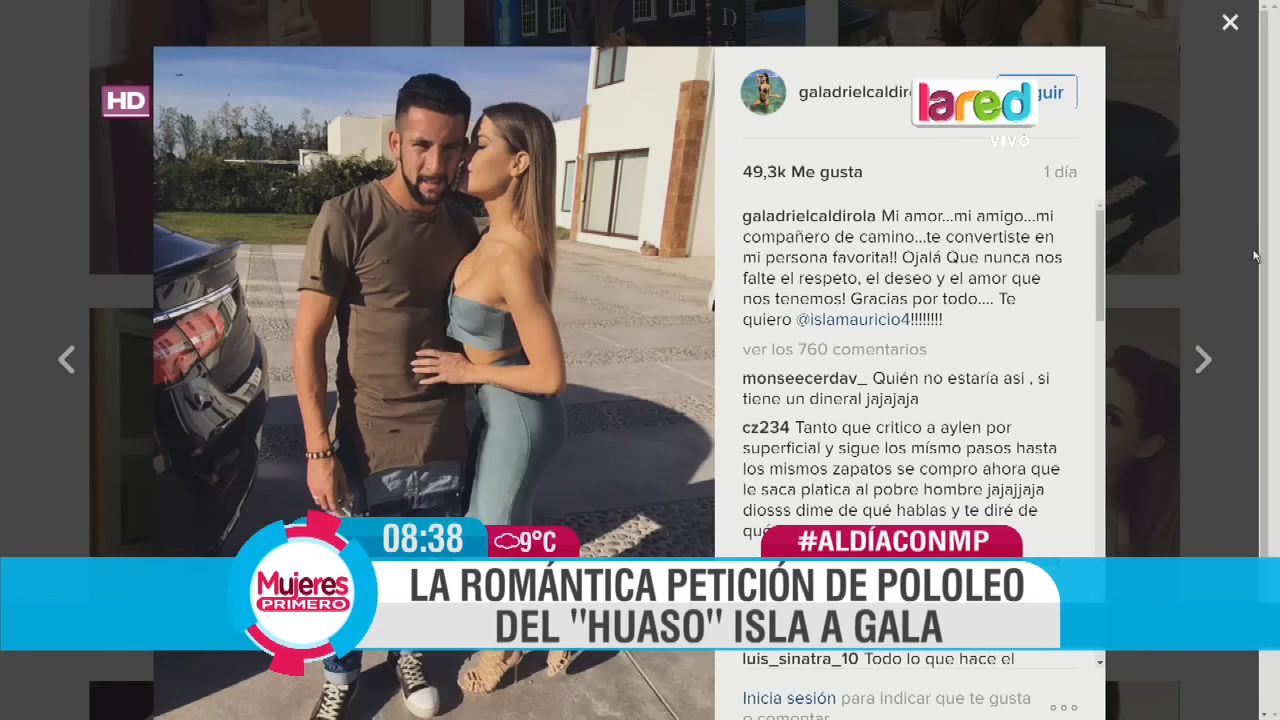 HD
galadrielcaldir
lared
guir
VIVO
49,3k Me gusta
1 día
galadrielcaldirola Mi amor...mi amigo...mi
compañero de camino...te convertiste en
mi persona favorita!! Ojalá Que nunca nos
falte el respeto, el deseo y el amor que
nos tenemos! Gracias por todo.... Te
quiero @islamauricio4!!!!!!!!
ver los 760 comentarios
monseecerdav_ Quién no estaría asi , si
tiene un dineral jajajaja
cz234 Tanto que critico a aylen por
superficial y sigue los mísmo pasos hasta
los mismos zapatos se compro ahora que
le saca platica al pobre hombre jajajjaja
diosss dime de qué hablas y te diré de
qué
08:38
9°C
#ALDÍACONMP
Mujeres
PRIMERO
LA ROMÁNTICA PETICIÓN DE POLOLEO
DEL "HUASO" ISLA A GALA
luis_sinatra_10 Todo lo que hace el
Inicia sesión para indicar que te gusta
o comentar